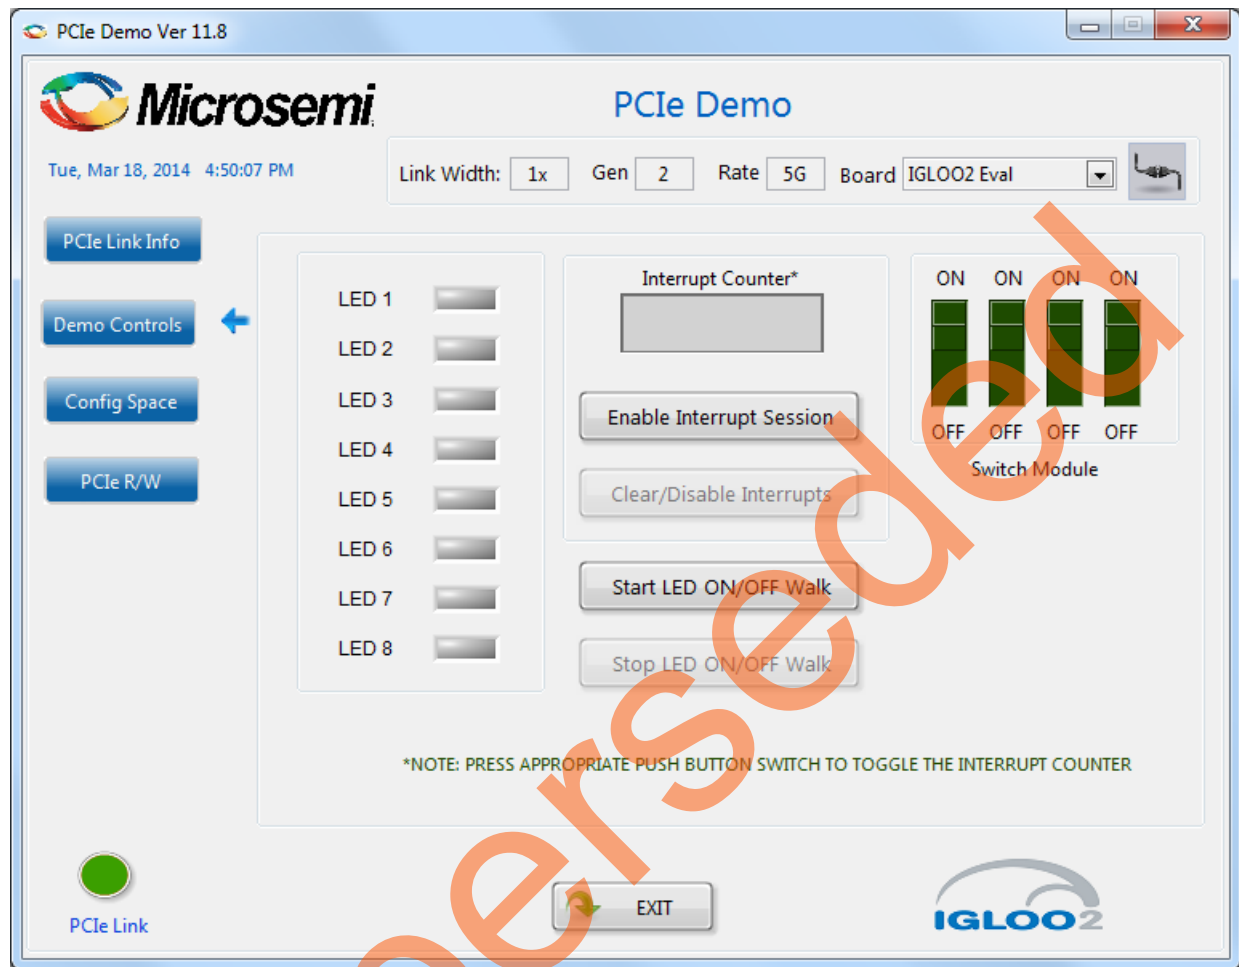 PCIe Demo Ver 11.8
Microsemi
PCIe Demo
Tue, Mar 18, 2014 4:50:07 PM
Link Width: 1x Gen 2 Rate 5G Board IGLOO2 Eval
PCIe Link Info
Demo Controls
Config Space
PCIe R/W
LED 1
LED 2
LED 3
LED 4
LED 5
LED 6
LED 7
LED 8
Interrupt Counter*
Enable Interrupt Session
Clear/Disable Interrupts
Start LED ON/OFF Walk
Stop LED ON/OFF Walk
ON ON ON ON
OFF OFF OFF OFF
Switch Module
*NOTE: PRESS APPROPRIATE PUSH BUTTON SWITCH TO TOGGLE THE INTERRUPT COUNTER
PCIe Link
EXIT
IGLOO2
perseded